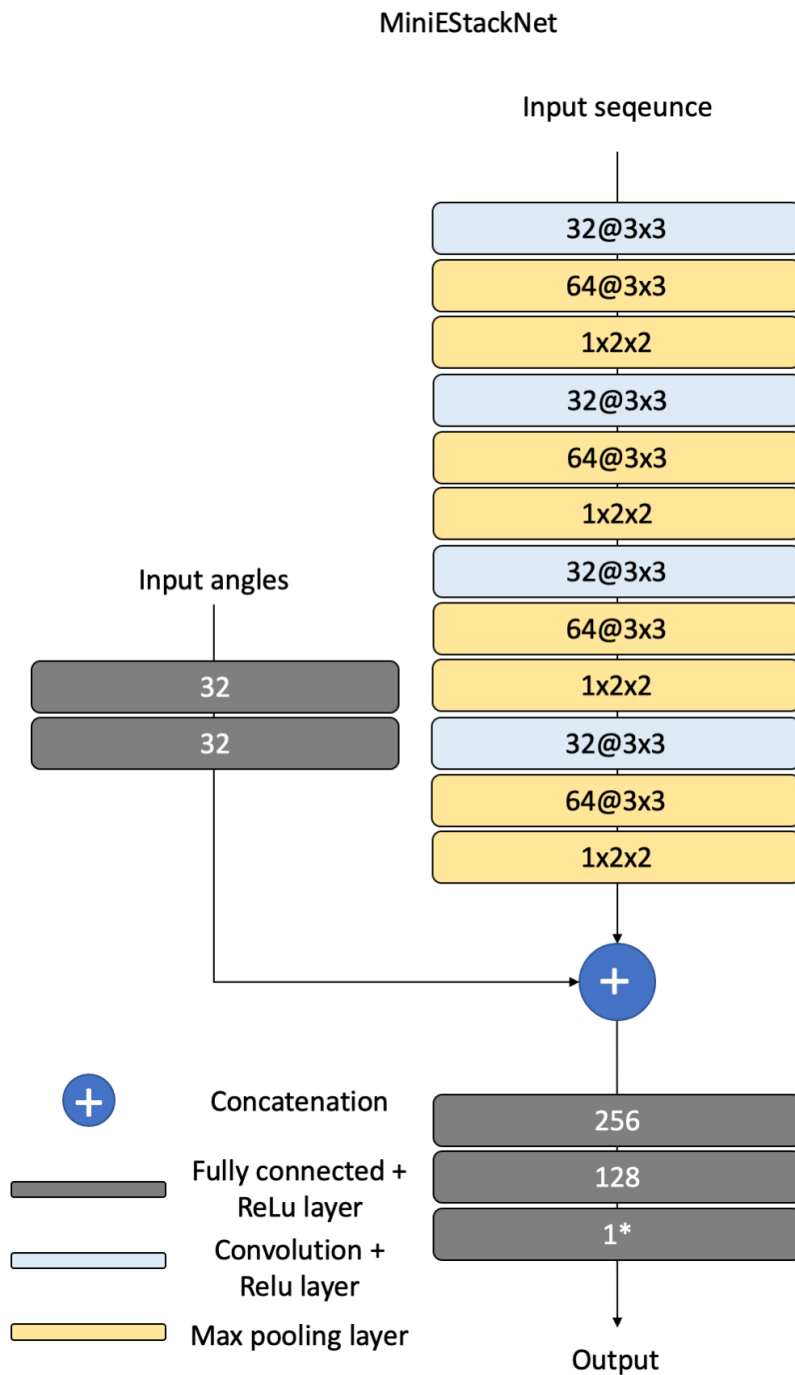 MiniEStackNet
Input seqeunce
32@3x3
64@3x3
1x2x2
32@3x3
64@3x3
1x2x2
32@3x3
64@3x3
1x2x2
32@3x3
64@3x3
1x2x2
Input angles
32
32
+
256
128
1*
Output
+
Concatenation
Fully connected +
ReLu layer
Convolution +
Relu layer
Max pooling layer